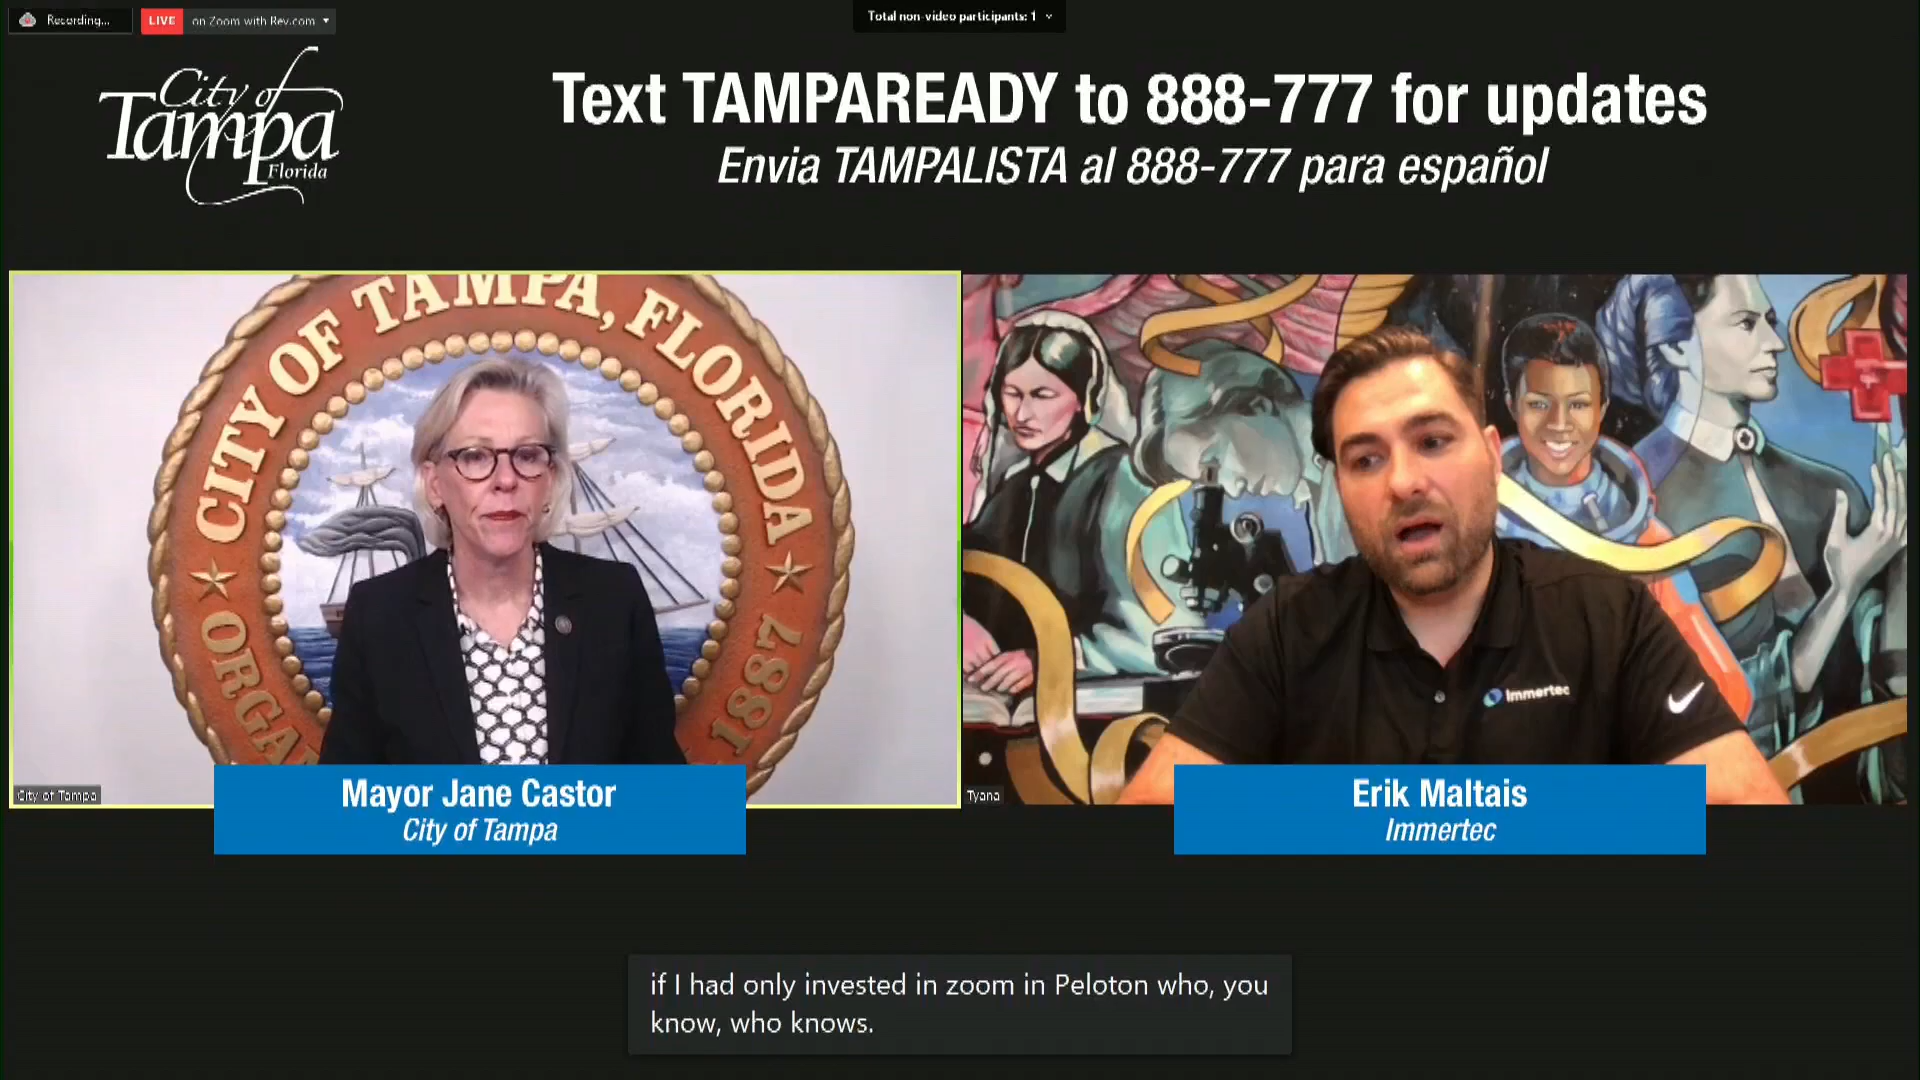 Recording...
LIVE on Zoom with Rev.com
Total non-video participants: 1
City of
Tampa
Florida
Text TAMPAREADY to 888-777 for updates
Envia TAMPALISTA al 888-777 para español
CITY OF TAMPA, FLORIDA
ORGA
1887
Immertec
City of Tampa
Mayor Jane Castor
City of Tampa
Tyana
Erik Maltais
Immertec
if I had only invested in zoom in Peloton who, you
know, who knows.